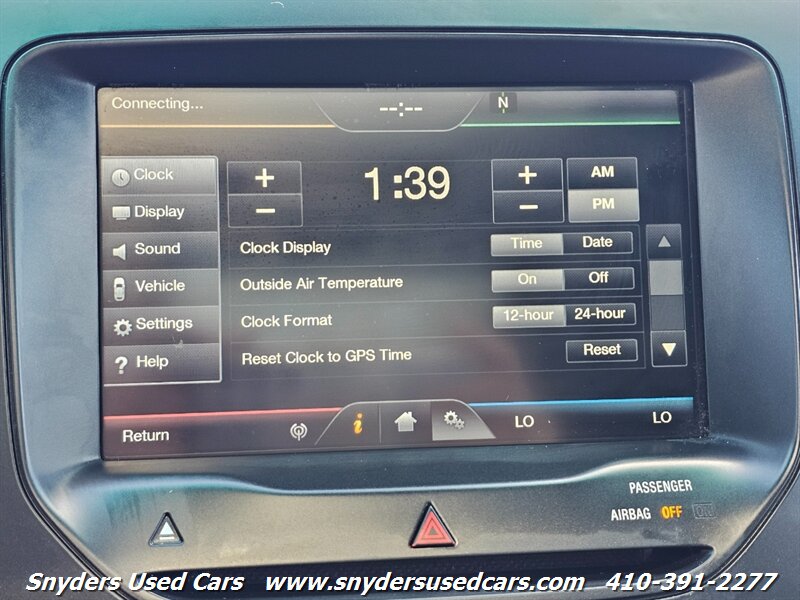 Connecting...
--:--
N
Clock
+
1:39
+
AM
−
−
PM
Display
Sound
Clock Display
Time
Date
Vehicle
Outside Air Temperature
On
Off
Settings
Clock Format
12-hour
24-hour
? Help
Reset Clock to GPS Time
Reset
Return
i
LO
LO
PASSENGER
AIRBAG OFF ON
Snyders Used Cars www.snydersusedcars.com 410-391-2277